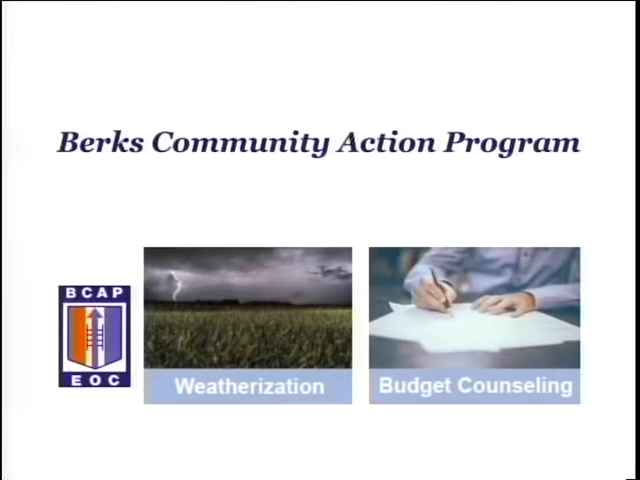 Berks Community Action Program
BCAP
EOC
Weatherization
Budget Counseling